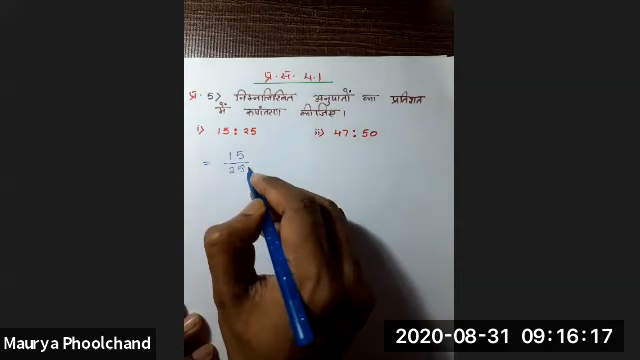 प्र. सं. 4.1
प्र. 5> निम्नलिखित अनुपातों का प्रतिशत
में रूपांतरण कीजिए।
i) 15 : 25    ii) 47 : 50
= 15
25
Maurya Phoolchand
2020-08-31 09:16:17